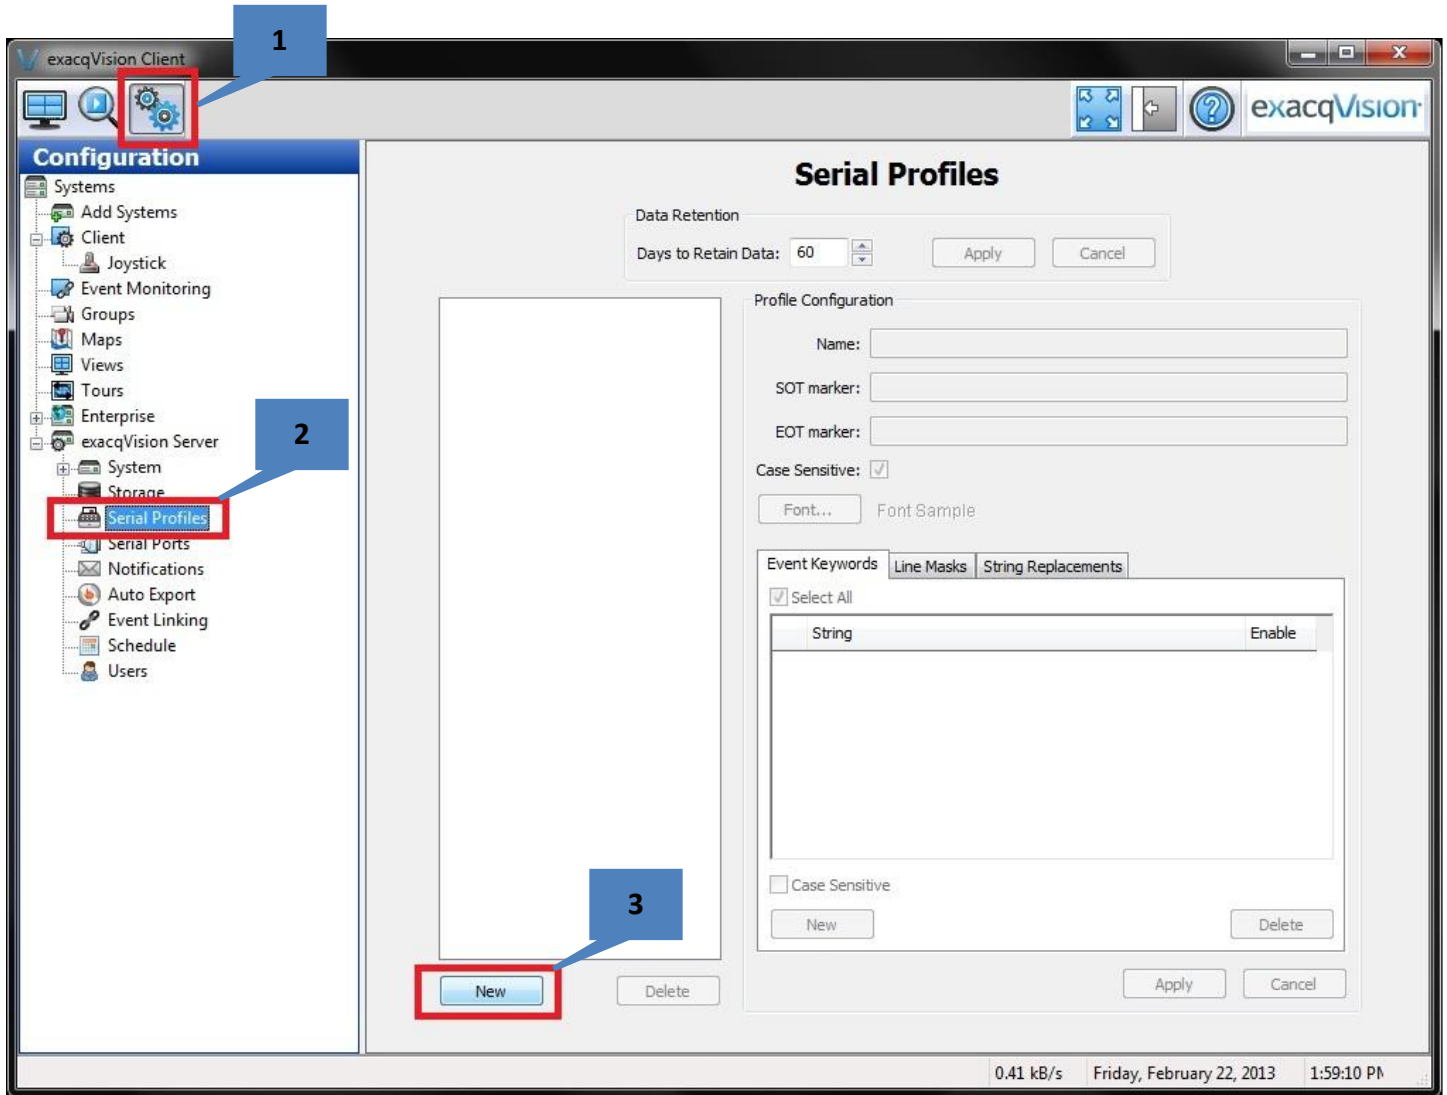 1
exacqVision Client
exacqVision
Configuration
Systems
Add Systems
Client
Joystick
Event Monitoring
Groups
Maps
Views
Tours
Enterprise
exacqVision Server
2
System
Storage
Serial Profiles
Serial Ports
Notifications
Auto Export
Event Linking
Schedule
Users
Serial Profiles
Data Retention
Days to Retain Data: 60 Apply Cancel
Profile Configuration
Name:
SOT marker:
EOT marker:
Case Sensitive:
Font... Font Sample
Event Keywords Line Masks String Replacements
Select All
String Enable
Case Sensitive
New Delete
3
New Delete
Apply Cancel
0.41 kB/s Friday, February 22, 2013 1:59:10 PM